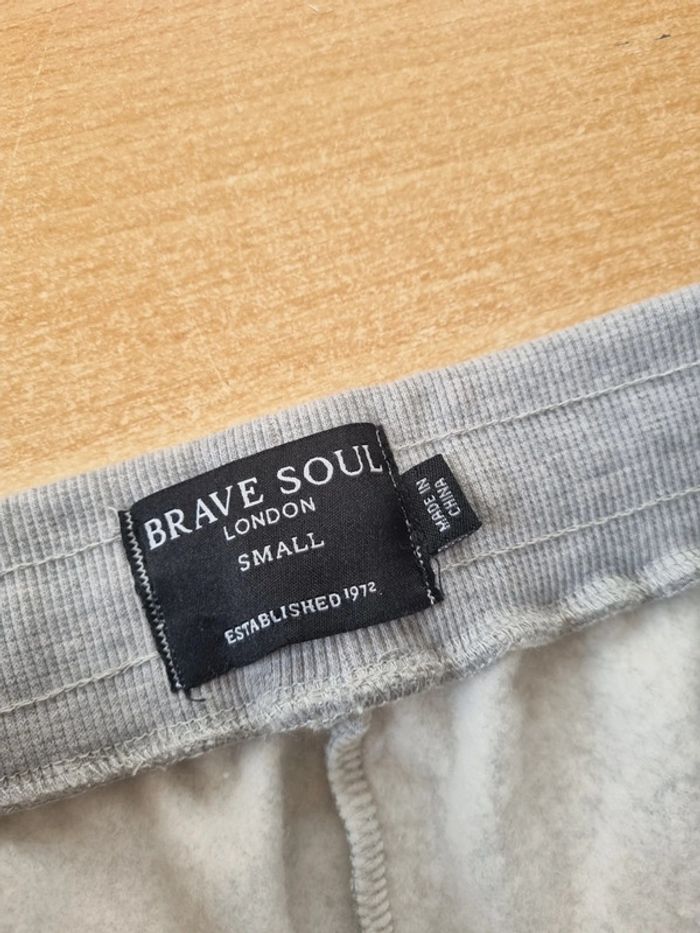 BRAVE SOUL
LONDON
SMALL
ESTABLISHED 1972
MADE IN
CHINA